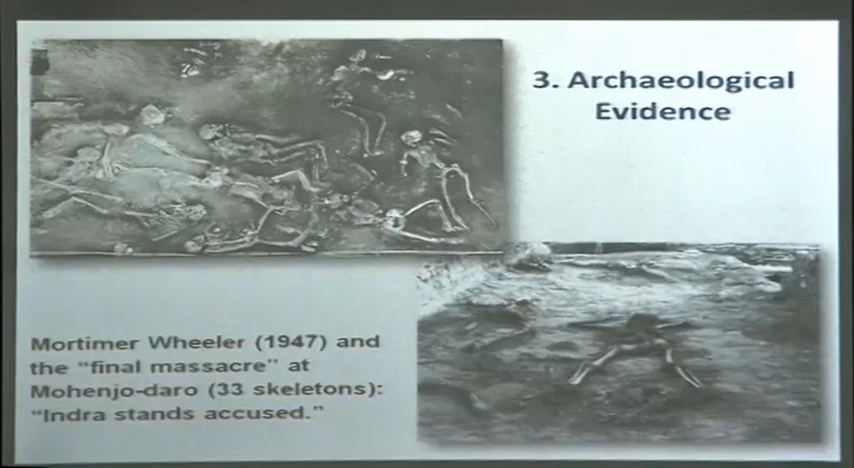 3. Archaeological
Evidence
Mortimer Wheeler (1947) and
the “final massacre” at
Mohenjo-daro (33 skeletons):
“Indra stands accused.”